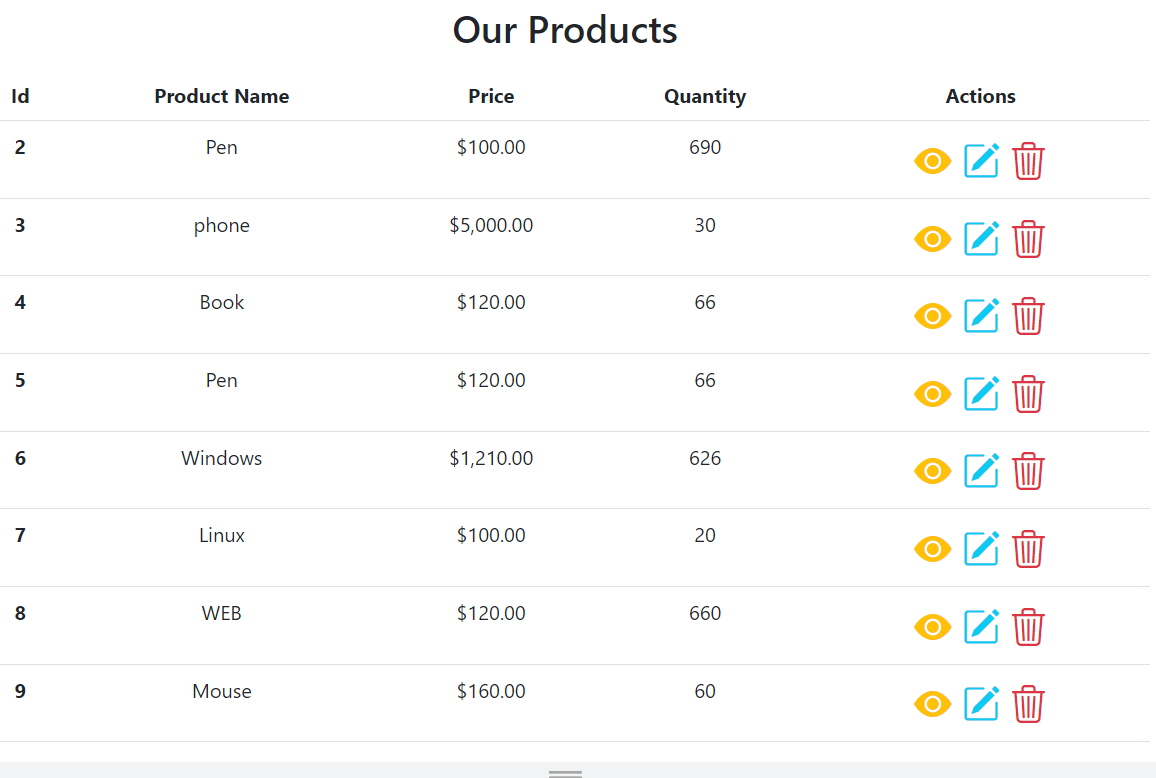 Our Products
Id Product Name Price Quantity Actions
2 Pen $100.00 690
3 phone $5,000.00 30
4 Book $120.00 66
5 Pen $120.00 66
6 Windows $1,210.00 626
7 Linux $100.00 20
8 WEB $120.00 660
9 Mouse $160.00 60